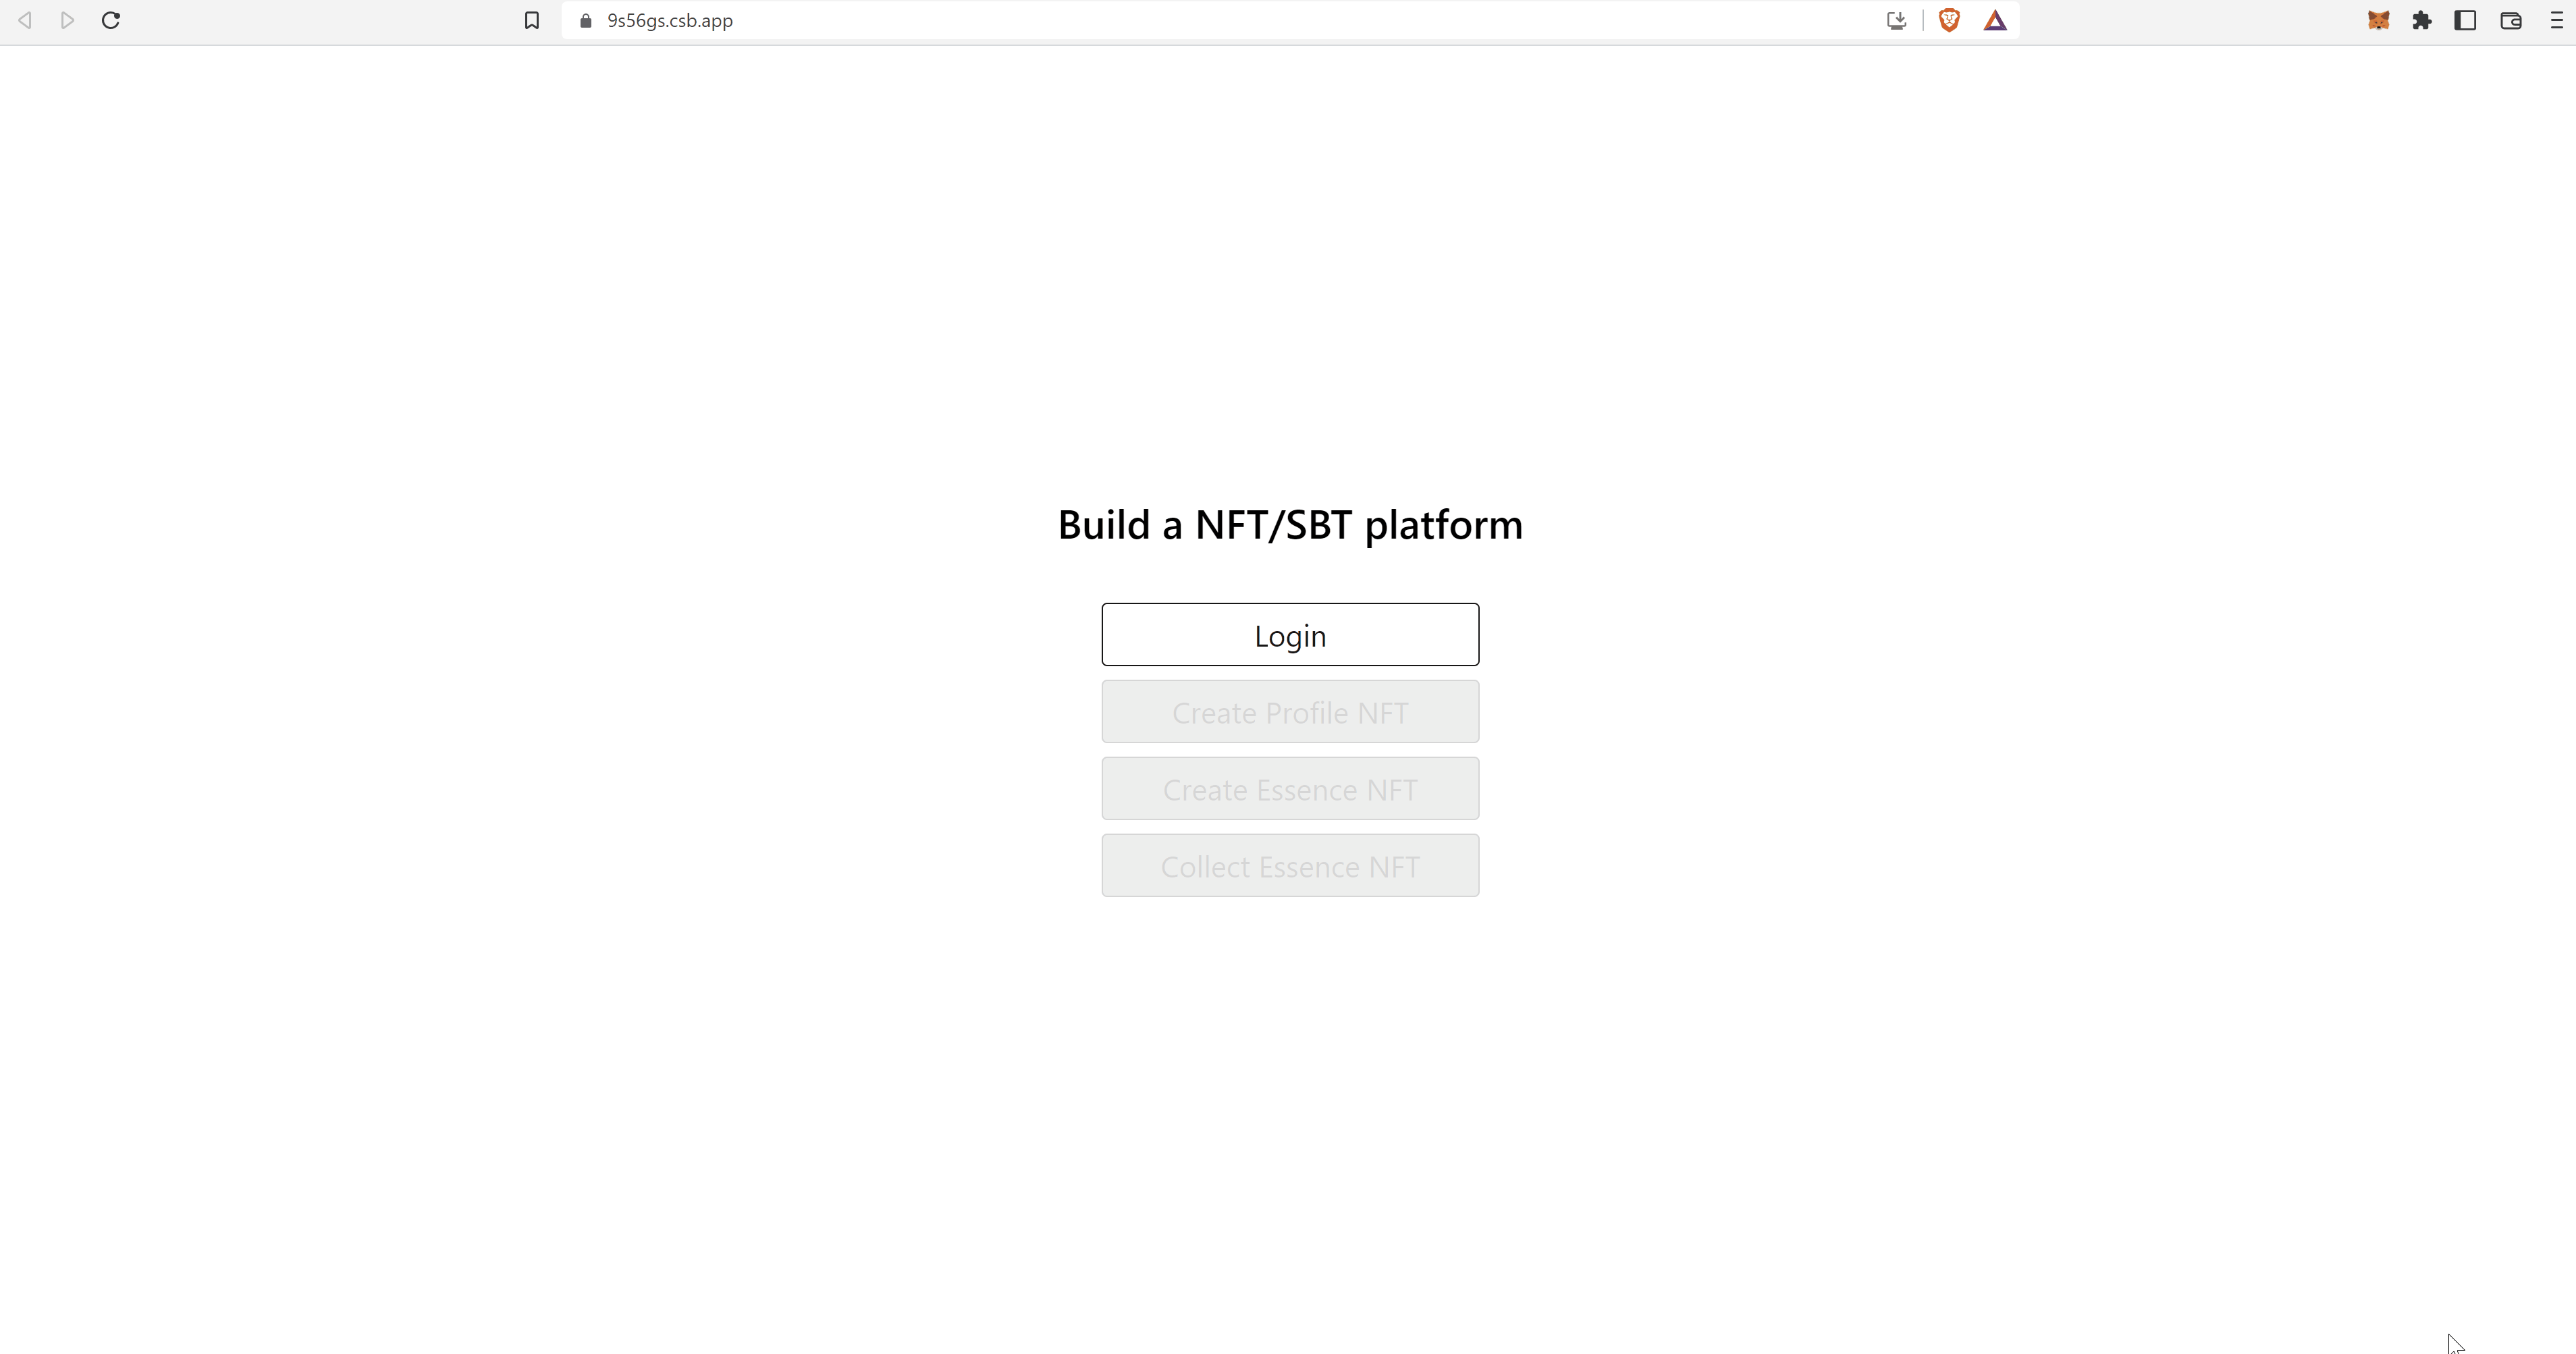 9s56gs.csb.app
Build a NFT/SBT platform
Login
Create Profile NFT
Create Essence NFT
Collect Essence NFT